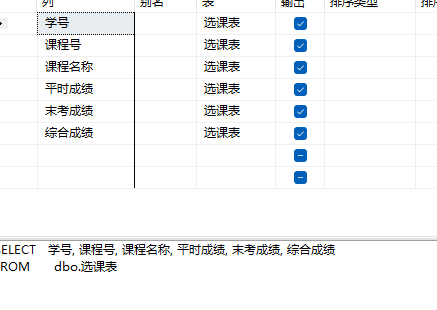 列 别名 表 输出 排序类型
学号 选课表
课程号 选课表
课程名称 选课表
平时成绩 选课表
末考成绩 选课表
综合成绩 选课表
ELECT 学号, 课程号, 课程名称, 平时成绩, 末考成绩, 综合成绩
ROM dbo.选课表